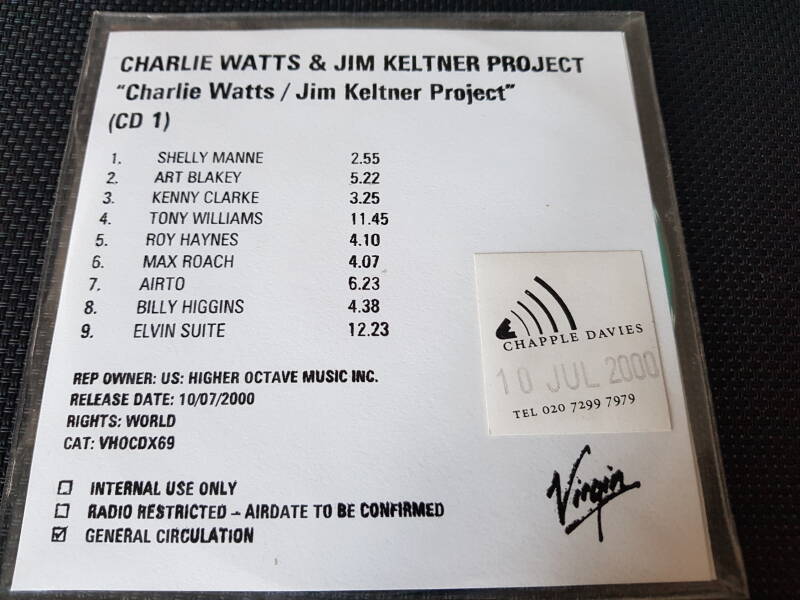 CHARLIE WATTS & JIM KELTNER PROJECT
"Charlie Watts / Jim Keltner Project"
(CD 1)
1. SHELLY MANNE 2.55
2. ART BLAKEY 5.22
3. KENNY CLARKE 3.25
4. TONY WILLIAMS 11.45
5. ROY HAYNES 4.10
6. MAX ROACH 4.07
7. AIRTO 6.23
8. BILLY HIGGINS 4.38
9. ELVIN SUITE 12.23
REP OWNER: US: HIGHER OCTAVE MUSIC INC.
RELEASE DATE: 10/07/2000
RIGHTS: WORLD
CAT: VHOCDX69
CHAPPLE DAVIES
10 JUL 2000
TEL 020 7299 7979
INTERNAL USE ONLY
RADIO RESTRICTED – AIRDATE TO BE CONFIRMED
GENERAL CIRCULATION
Virgin